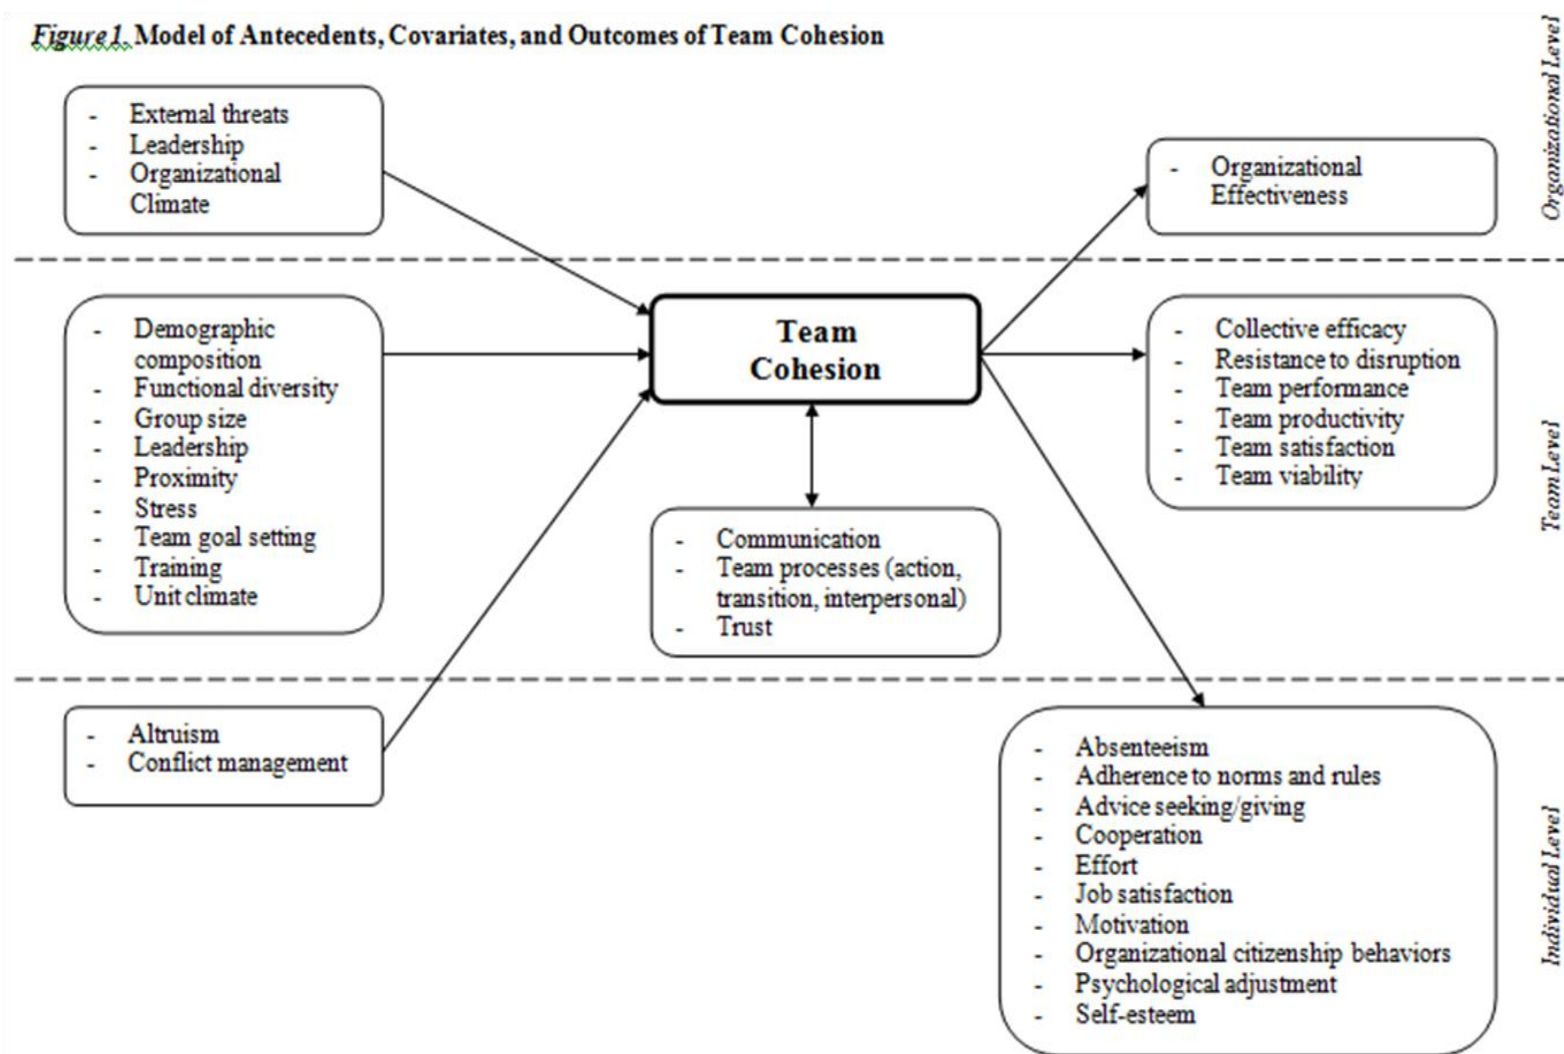 Figure1. Model of Antecedents, Covariates, and Outcomes of Team Cohesion
Organizational Level
- External threats
- Leadership
- Organizational
Climate
- Organizational
Effectiveness
Team Level
- Demographic
composition
- Functional diversity
- Group size
- Leadership
- Proximity
- Stress
- Team goal setting
- Training
- Unit climate
Team
Cohesion
- Communication
- Team processes (action,
transition, interpersonal)
- Trust
- Collective efficacy
- Resistance to disruption
- Team performance
- Team productivity
- Team satisfaction
- Team viability
Individual Level
- Altruism
- Conflict management
- Absenteeism
- Adherence to norms and rules
- Advice seeking/giving
- Cooperation
- Effort
- Job satisfaction
- Motivation
- Organizational citizenship behaviors
- Psychological adjustment
- Self-esteem